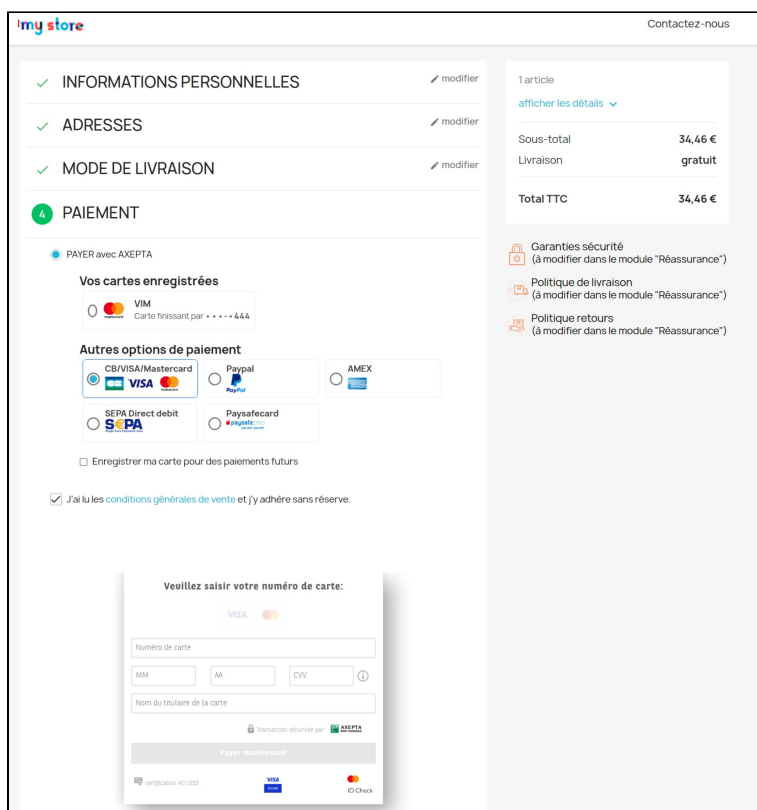 my store
Contactez-nous
INFORMATIONS PERSONNELLES
modifier
ADRESSES
modifier
MODE DE LIVRAISON
modifier
4 PAIEMENT
PAYER avec AXEPTA
Vos cartes enregistrées
VIM
Carte finissant par • • • • • 444
Autres options de paiement
CB/VISA/Mastercard
VISA
Paypal
PayPal
AMEX
SEPA Direct debit
S€PA
Paysafecard
paysafecard
Enregistrer ma carte pour des paiements futurs
J'ai lu les conditions générales de vente et j'y adhère sans réserve.
Veuillez saisir votre numéro de carte:
VISA
Numéro de carte
MM
AA
CVV
Nom du titulaire de la carte
Transaction sécurisée par
AXEPTA
BNP PARIBAS
Payer maintenant
certification PCI DSS
VISA
SECURE
ID Check
1 article
afficher les détails
Sous-total 34,46 €
Livraison gratuit
Total TTC 34,46 €
Garanties sécurité
(à modifier dans le module "Réassurance")
Politique de livraison
(à modifier dans le module "Réassurance")
Politique retours
(à modifier dans le module "Réassurance")